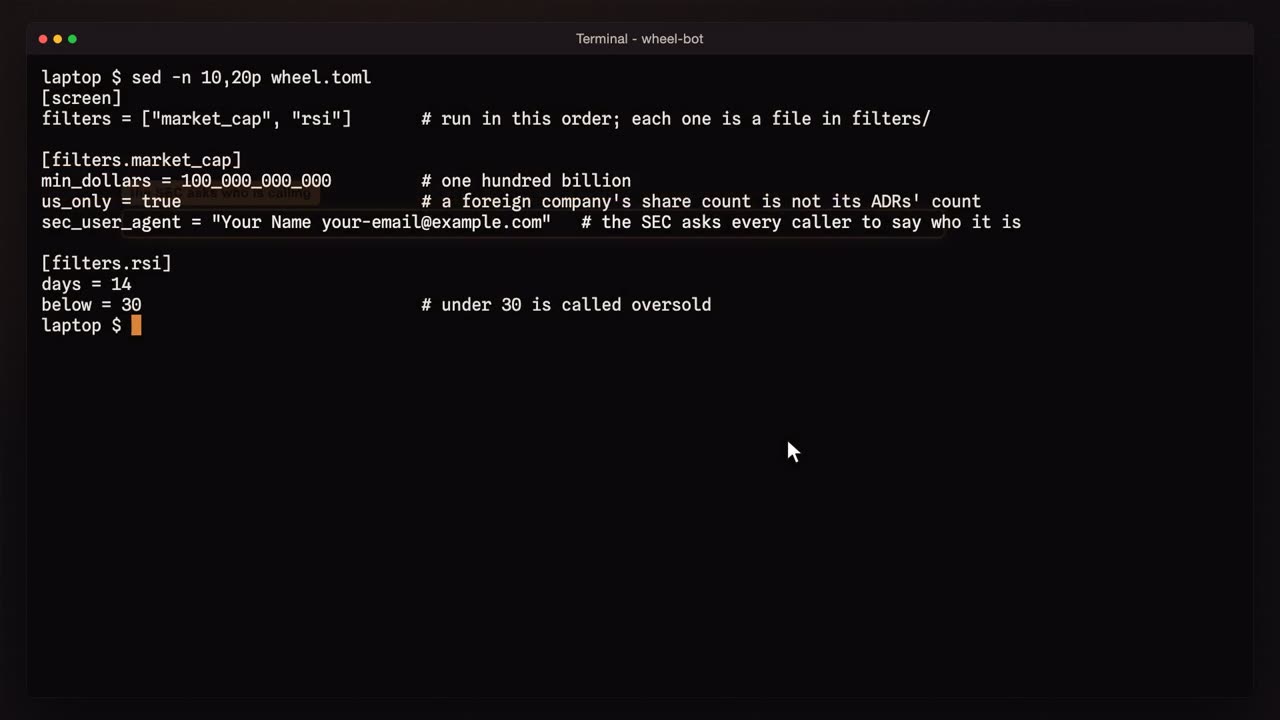 Terminal - wheel-bot
laptop $ sed -n 10,20p wheel.toml
[screen]
filters = ["market_cap", "rsi"]       # run in this order; each one is a file in filters/
[filters.market_cap]
min_dollars = 100_000_000_000         # one hundred billion
us_only = true                        # a foreign company's share count is not its ADRs' count
sec_user_agent = "Your Name your-email@example.com"   # the SEC asks every caller to say who it is
[filters.rsi]
days = 14
below = 30                            # under 30 is called oversold
laptop $